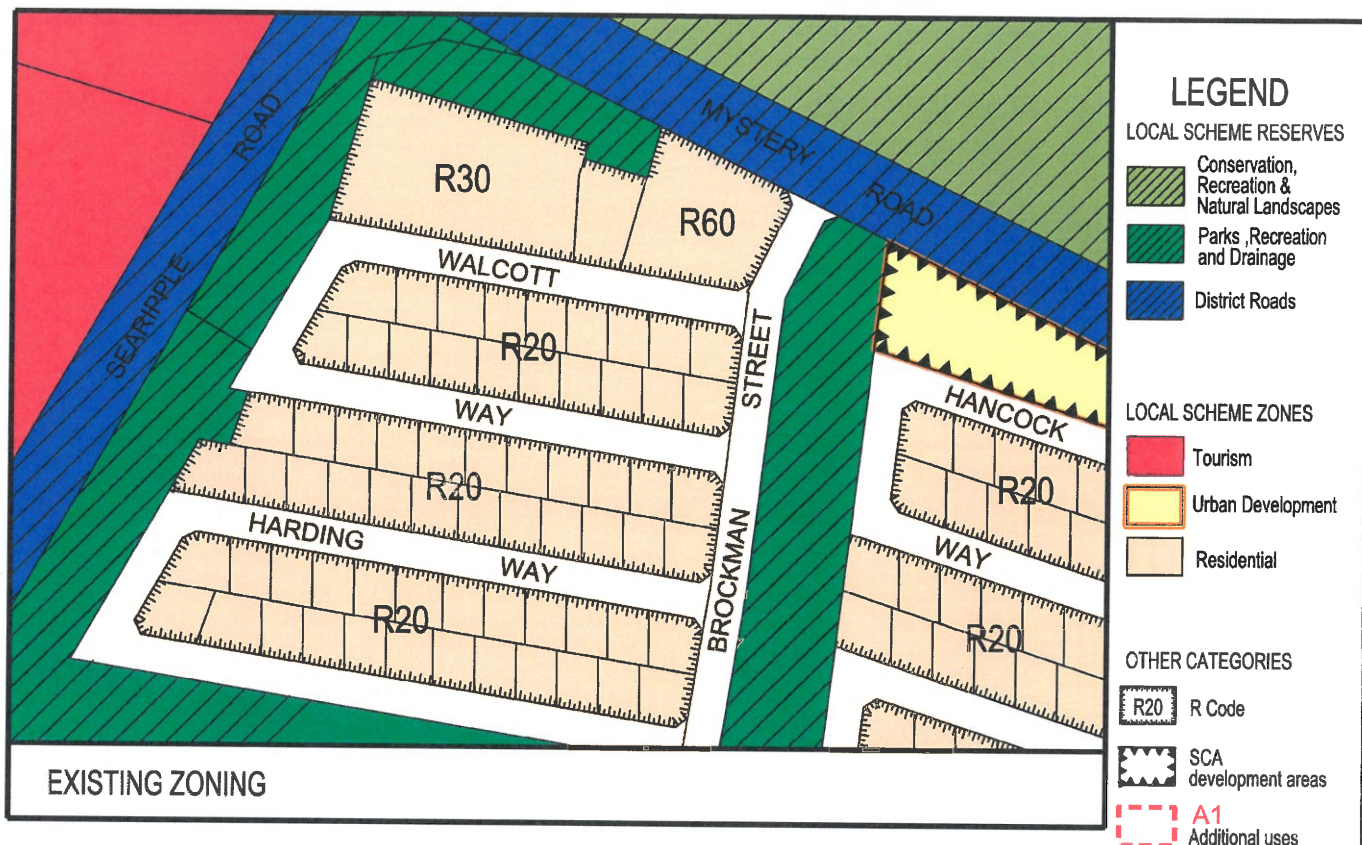 MYSTERY
ROAD
SEARIPPLE
ROAD
R30
R60
WALCOTT
WAY
R20
STREET
BROCKMAN
R20
HARDING
WAY
R20
HANCOCK
WAY
R20
R20
EXISTING ZONING
LEGEND
LOCAL SCHEME RESERVES
Conservation,
Recreation &
Natural Landscapes
Parks ,Recreation
and Drainage
District Roads
LOCAL SCHEME ZONES
Tourism
Urban Development
Residential
OTHER CATEGORIES
R20
R Code
SCA
development areas
A1
Additional uses